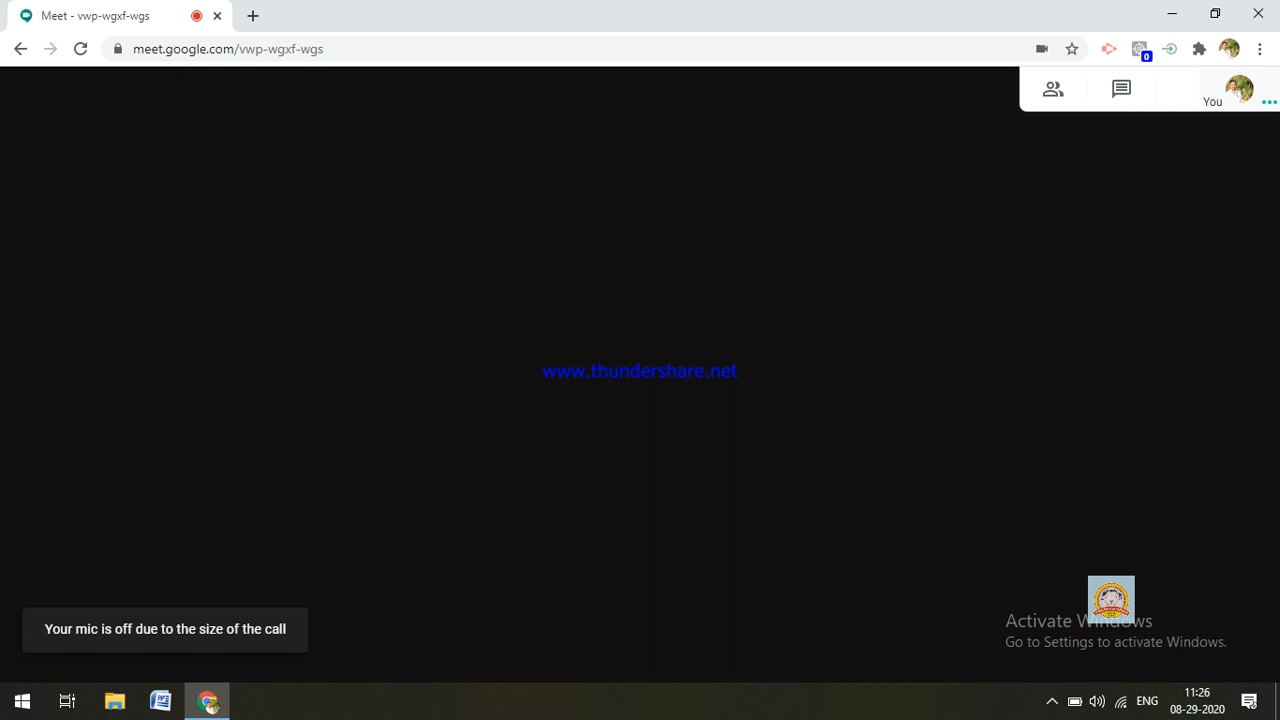 Meet - vwp-wgxf-wgs
meet.google.com/vwp-wgxf-wgs
0
You
www.thundershare.net
Your mic is off due to the size of the call
Activate Windows
Go to Settings to activate Windows.
ENG
11:26
08-29-2020